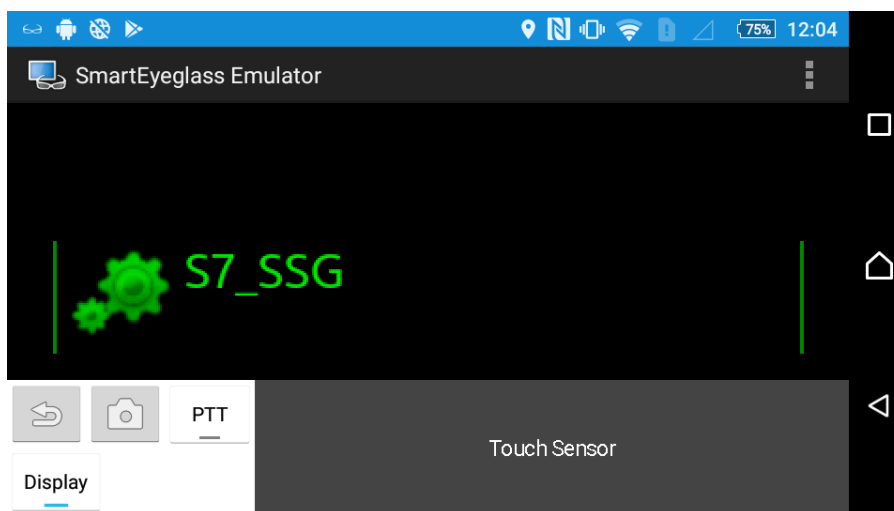 75% 12:04
SmartEyeglass Emulator
S7_SSG
PTT
Touch Sensor
Display